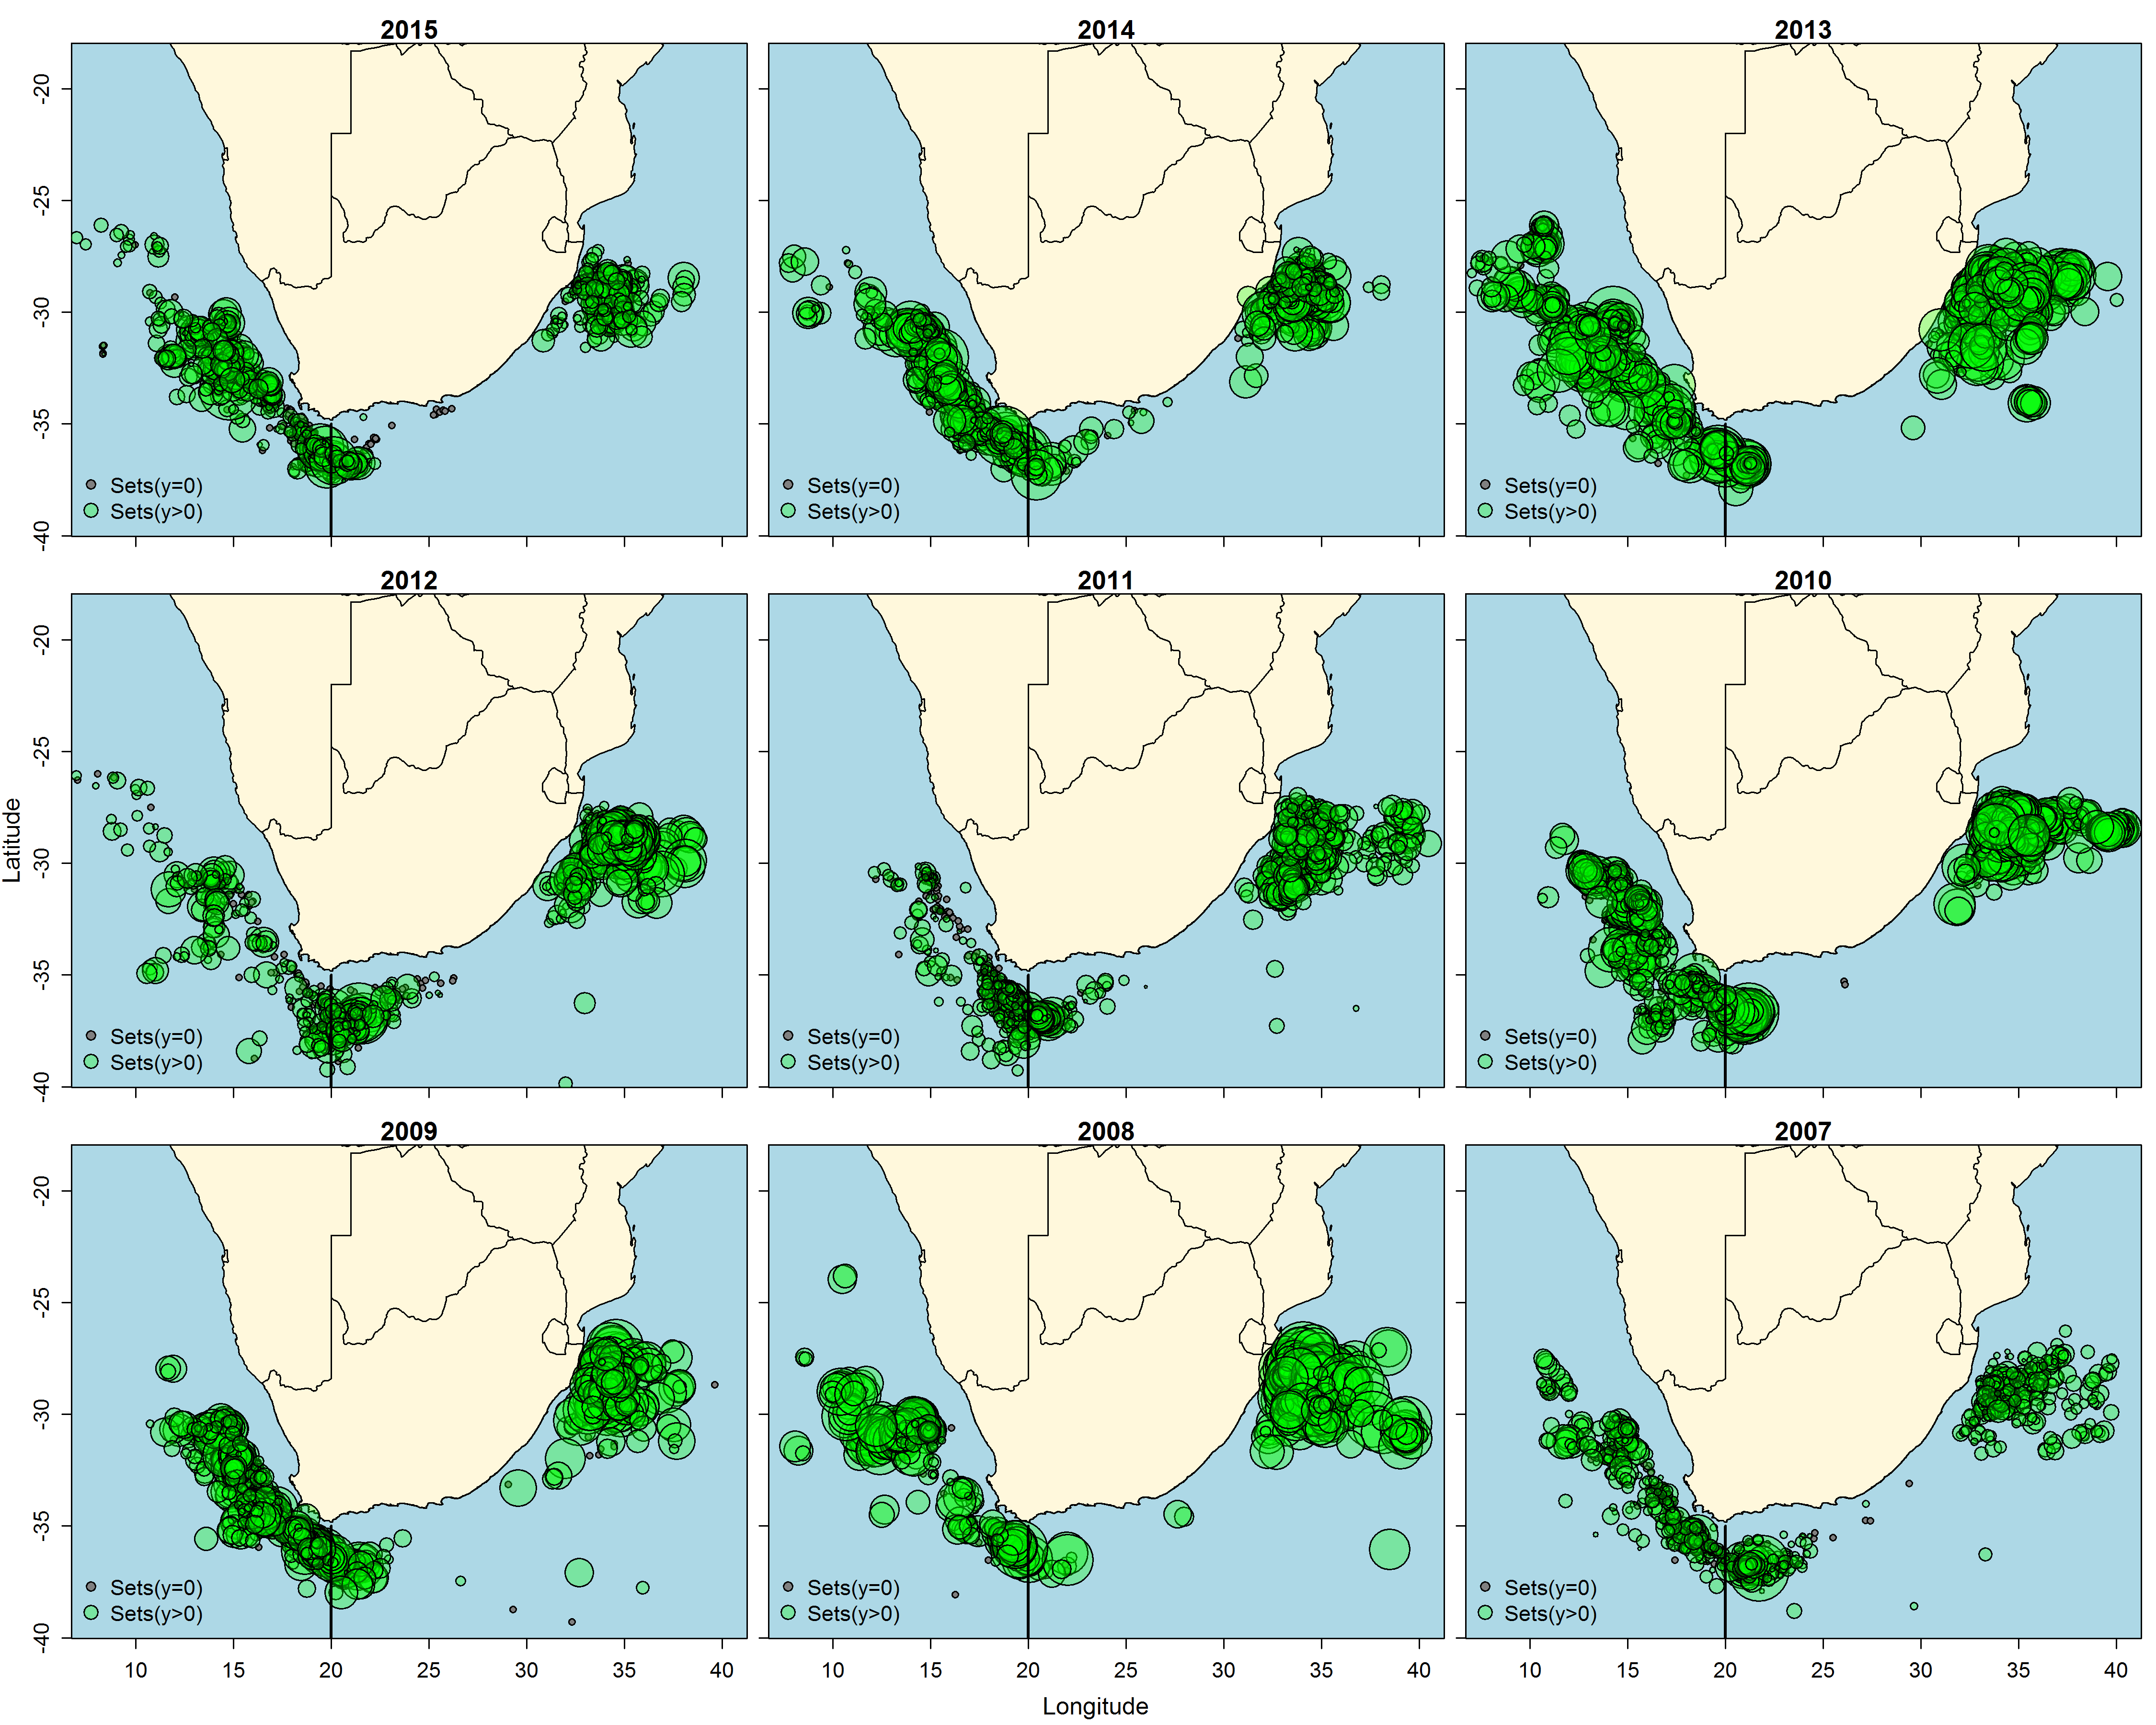 2015
2014
2013
-20
-25
-30
-35
-40
Sets(y=0)
Sets(y>0)
Sets(y=0)
Sets(y>0)
Sets(y=0)
Sets(y>0)
2012
2011
2010
Latitude
-20
-25
-30
-35
-40
Sets(y=0)
Sets(y>0)
Sets(y=0)
Sets(y>0)
Sets(y=0)
Sets(y>0)
2009
2008
2007
-20
-25
-30
-35
-40
Sets(y=0)
Sets(y>0)
Sets(y=0)
Sets(y>0)
Sets(y=0)
Sets(y>0)
10 15 20 25 30 35 40
10 15 20 25 30 35 40
10 15 20 25 30 35 40
Longitude